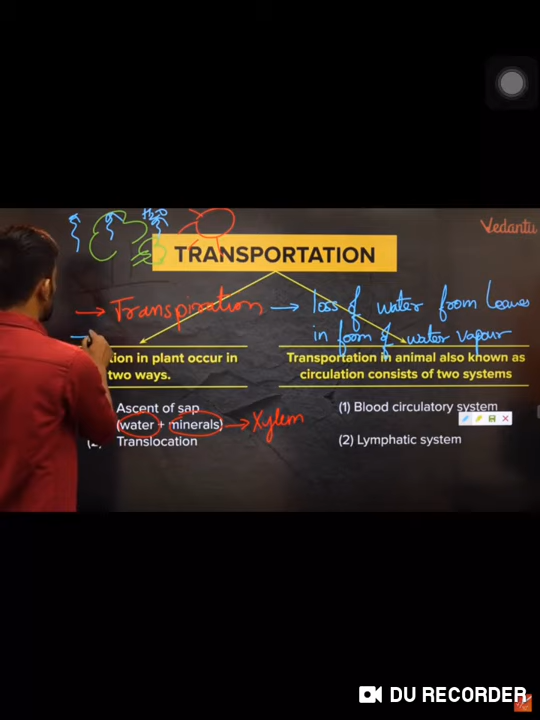 H₂O
Vedantu
TRANSPORTATION
→ Transpiration → loss of water from Leaves
in form of water vapour
ion in plant occur in
two ways.
Transportation in animal also known as
circulation consists of two systems
Ascent of sap
(water + minerals) → Xylem
Translocation
(1) Blood circulatory system
(2) Lymphatic system
DU RECORDER